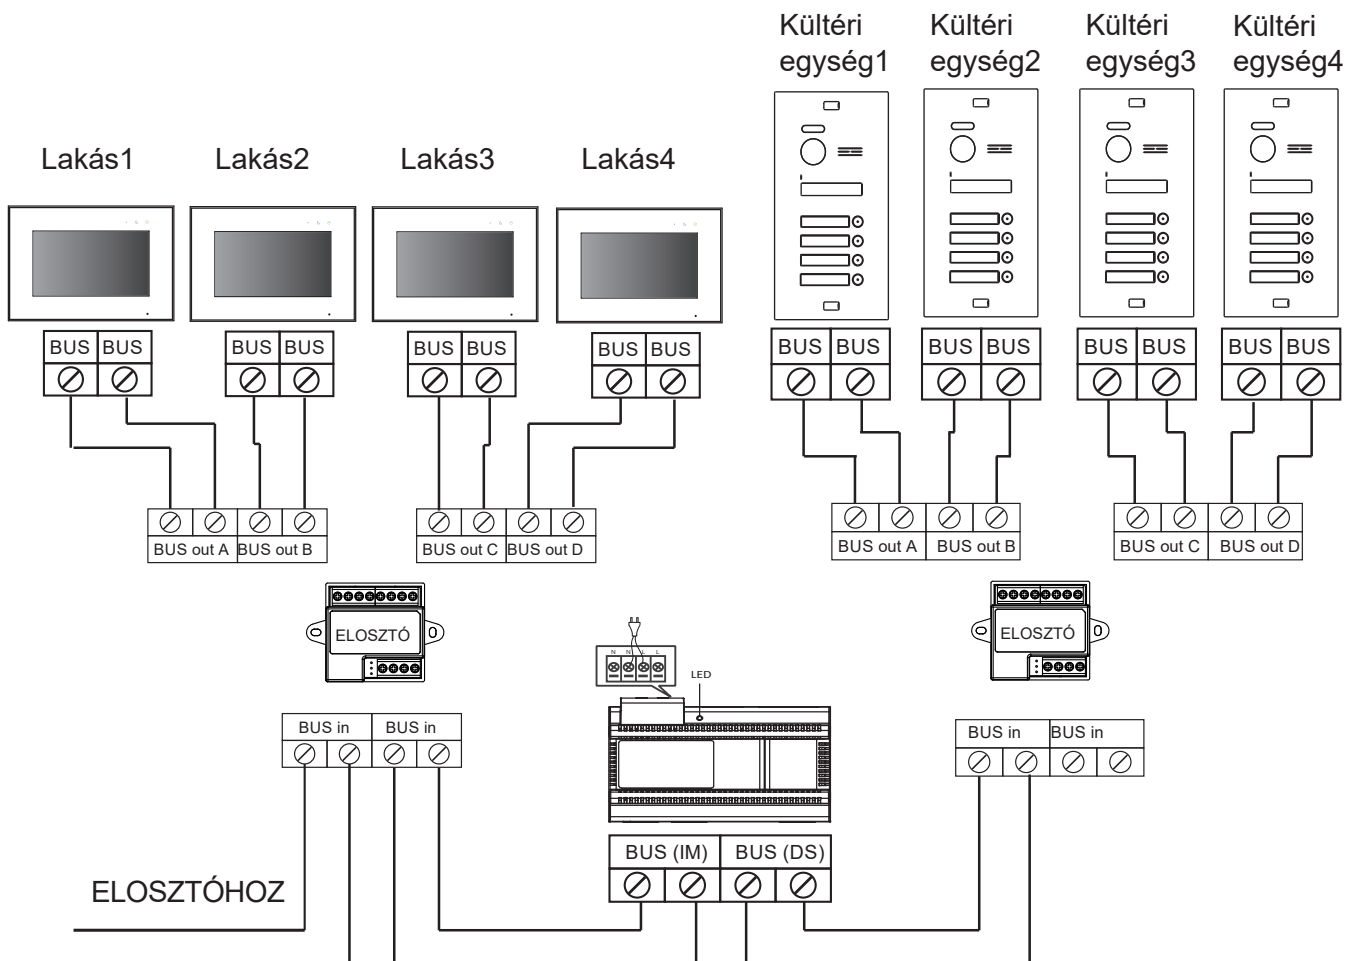 Kültéri
egység1
Kültéri
egység2
Kültéri
egység3
Kültéri
egység4
Lakás1
Lakás2
Lakás3
Lakás4
BUS BUS
BUS BUS
BUS BUS
BUS BUS
BUS BUS
BUS BUS
BUS BUS
BUS BUS
BUS out A BUS out B
BUS out C BUS out D
BUS out A BUS out B
BUS out C BUS out D
ELOSZTÓ
ELOSZTÓ
N N L L
LED
BUS in BUS in
BUS in BUS in
BUS (IM) BUS (DS)
ELOSZTÓHOZ